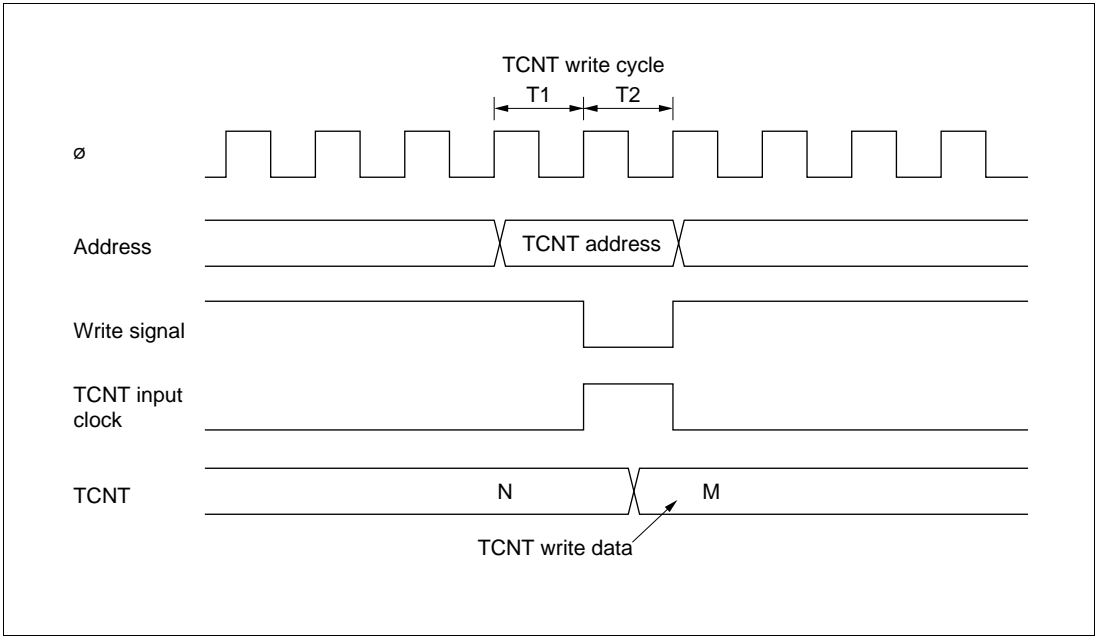 TCNT write cycle
T1 T2
ø
Address TCNT address
Write signal
TCNT input
clock
TCNT N M
TCNT write data